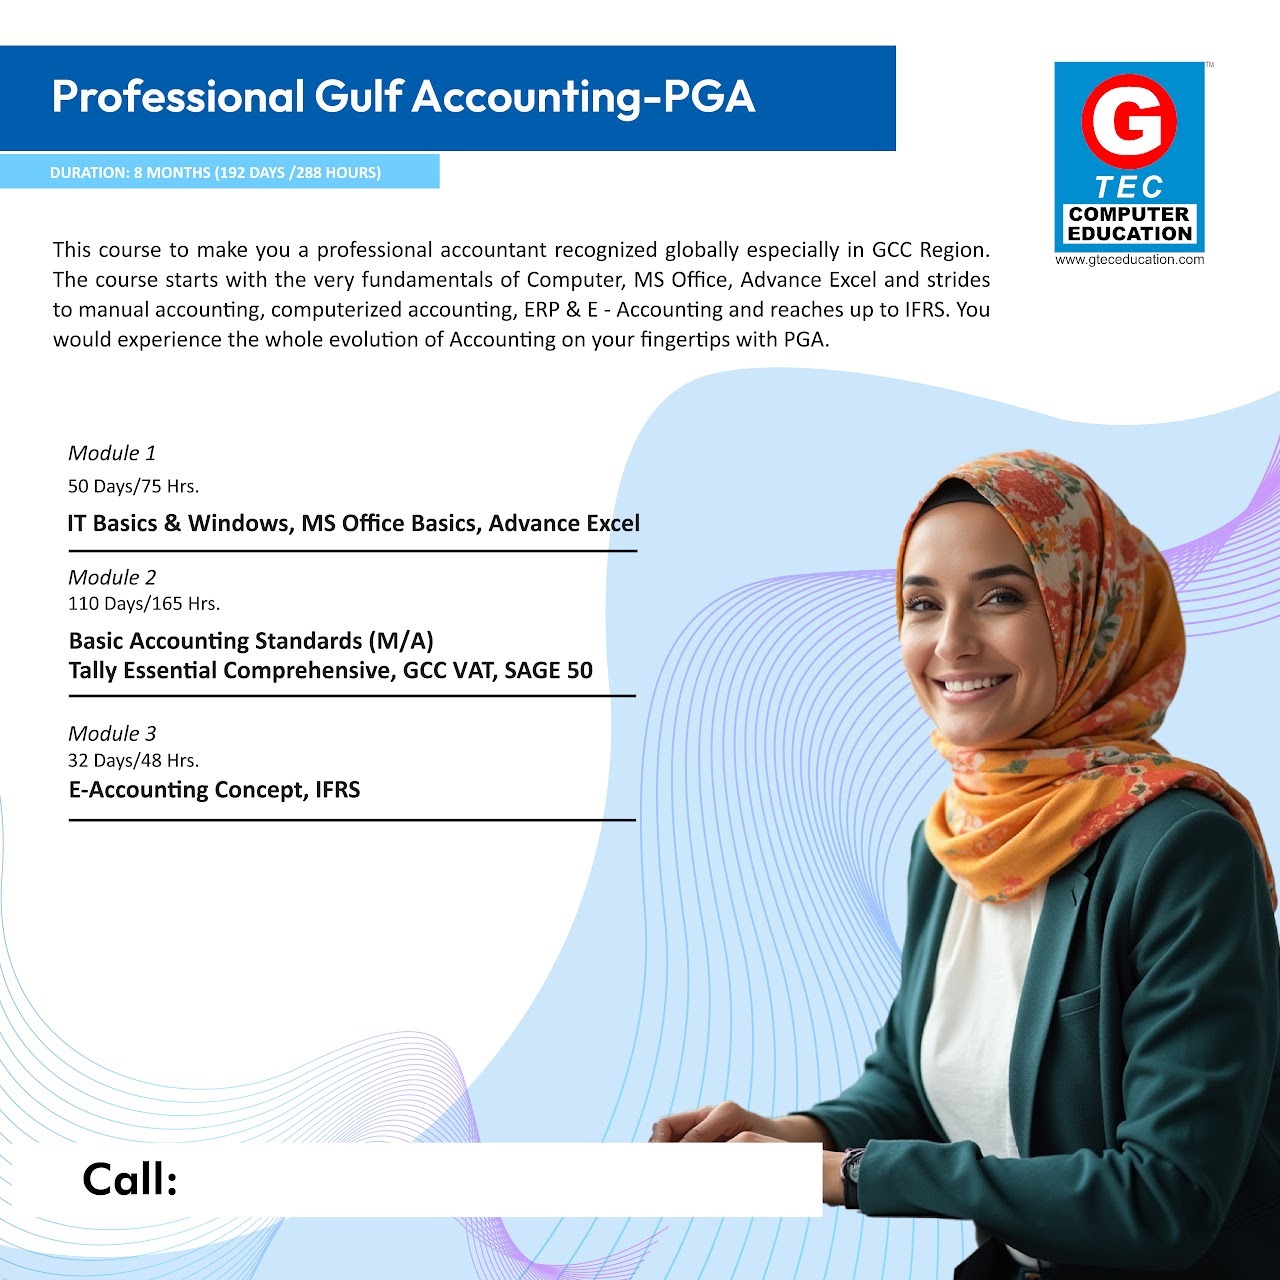 Professional Gulf Accounting-PGA
DURATION: 8 MONTHS (192 DAYS /288 HOURS)
G
TEC
COMPUTER
EDUCATION
TM
www.gteceducation.com
This course to make you a professional accountant recognized globally especially in GCC Region.
The course starts with the very fundamentals of Computer, MS Office, Advance Excel and strides
to manual accounting, computerized accounting, ERP & E - Accounting and reaches up to IFRS. You
would experience the whole evolution of Accounting on your fingertips with PGA.
Module 1
50 Days/75 Hrs.
IT Basics & Windows, MS Office Basics, Advance Excel
Module 2
110 Days/165 Hrs.
Basic Accounting Standards (M/A)
Tally Essential Comprehensive, GCC VAT, SAGE 50
Module 3
32 Days/48 Hrs.
E-Accounting Concept, IFRS
Call: